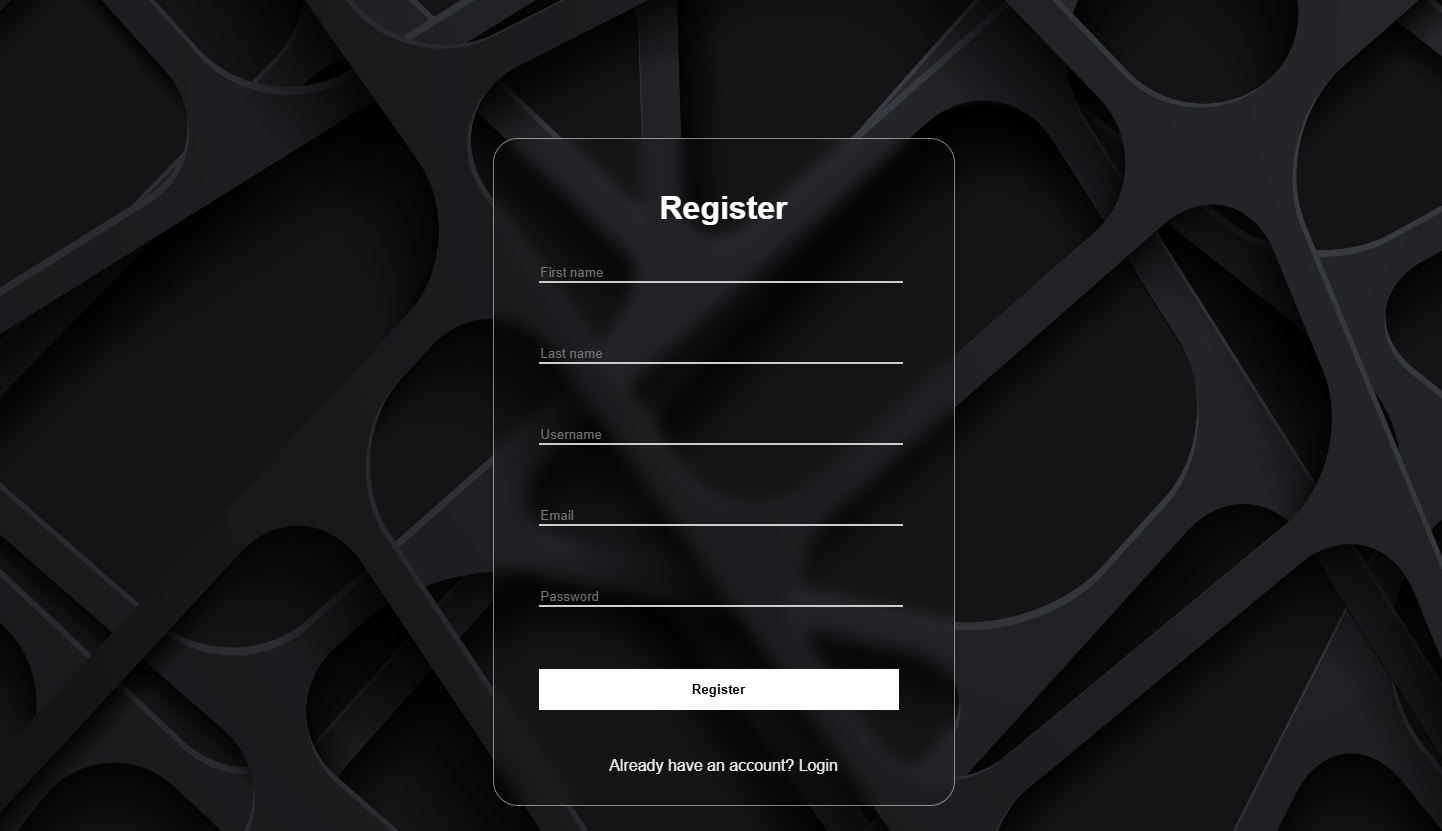 Register
First name
Last name
Username
Email
Password
Register
Already have an account? Login